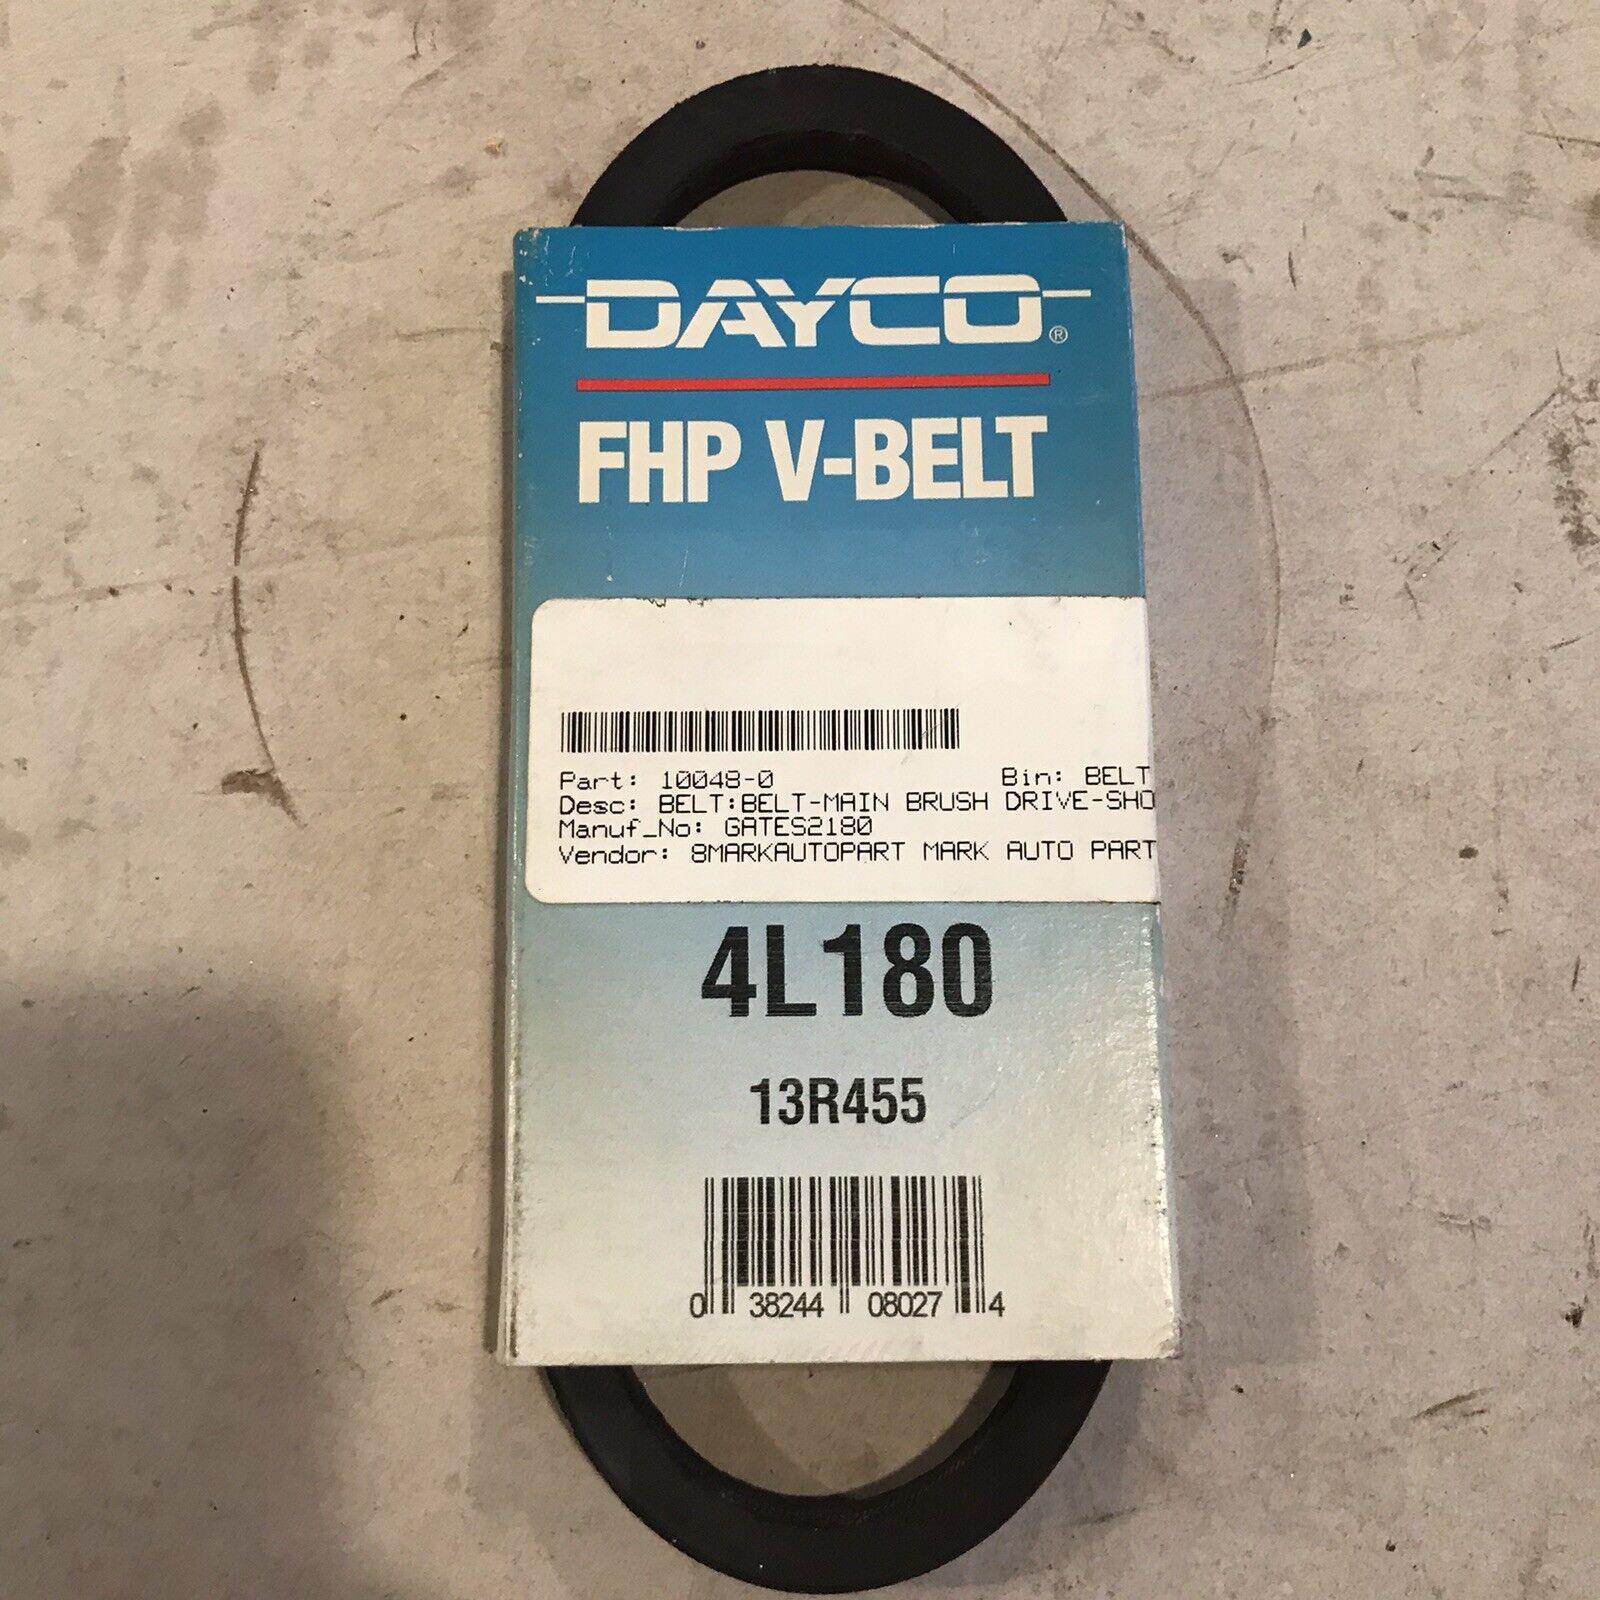 DAYCO®
FHP V-BELT
Part: 10048-0 Bin: BELT
Desc: BELT:BELT-MAIN BRUSH DRIVE-SHO
Manuf_No: GATES2180
Vendor: 8MARKAUTOPART MARK AUTO PART
4L180
13R455
0 38244 08027 4